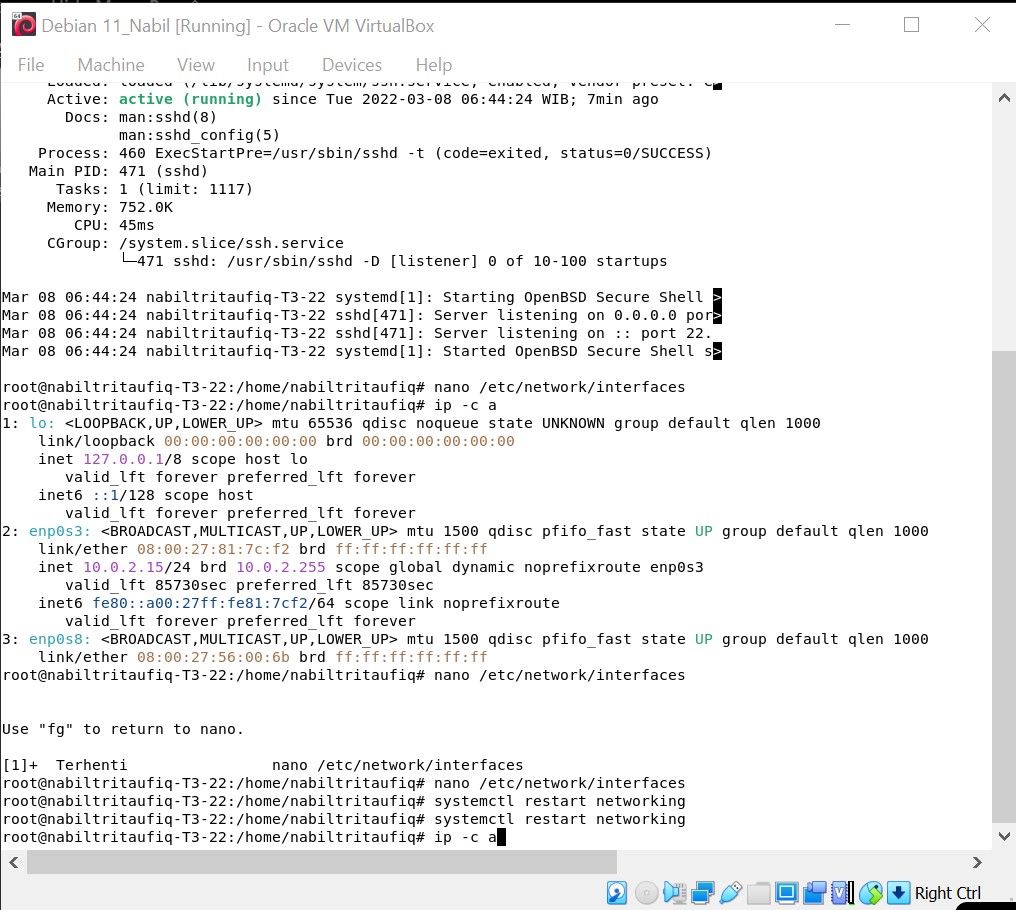 Debian 11_Nabil [Running] - Oracle VM VirtualBox
File Machine View Input Devices Help
Loaded: loaded (/lib/systemd/system/ssh.service; enabled; vendor preset: e>
Active: active (running) since Tue 2022-03-08 06:44:24 WIB; 7min ago
Docs: man:sshd(8)
man:sshd_config(5)
Process: 460 ExecStartPre=/usr/sbin/sshd -t (code=exited, status=0/SUCCESS)
Main PID: 471 (sshd)
Tasks: 1 (limit: 1117)
Memory: 752.0K
CPU: 45ms
CGroup: /system.slice/ssh.service
└─471 sshd: /usr/sbin/sshd -D [listener] 0 of 10-100 startups
Mar 08 06:44:24 nabiltritaufiq-T3-22 systemd[1]: Starting OpenBSD Secure Shell >
Mar 08 06:44:24 nabiltritaufiq-T3-22 sshd[471]: Server listening on 0.0.0.0 por>
Mar 08 06:44:24 nabiltritaufiq-T3-22 sshd[471]: Server listening on :: port 22.
Mar 08 06:44:24 nabiltritaufiq-T3-22 systemd[1]: Started OpenBSD Secure Shell s>
root@nabiltritaufiq-T3-22:/home/nabiltritaufiq# nano /etc/network/interfaces
root@nabiltritaufiq-T3-22:/home/nabiltritaufiq# ip -c a
1: lo: <LOOPBACK,UP,LOWER_UP> mtu 65536 qdisc noqueue state UNKNOWN group default qlen 1000
link/loopback 00:00:00:00:00:00 brd 00:00:00:00:00:00
inet 127.0.0.1/8 scope host lo
valid_lft forever preferred_lft forever
inet6 ::1/128 scope host
valid_lft forever preferred_lft forever
2: enp0s3: <BROADCAST,MULTICAST,UP,LOWER_UP> mtu 1500 qdisc pfifo_fast state UP group default qlen 1000
link/ether 08:00:27:81:7c:f2 brd ff:ff:ff:ff:ff:ff
inet 10.0.2.15/24 brd 10.0.2.255 scope global dynamic noprefixroute enp0s3
valid_lft 85730sec preferred_lft 85730sec
inet6 fe80::a00:27ff:fe81:7cf2/64 scope link noprefixroute
valid_lft forever preferred_lft forever
3: enp0s8: <BROADCAST,MULTICAST,UP,LOWER_UP> mtu 1500 qdisc pfifo_fast state UP group default qlen 1000
link/ether 08:00:27:56:00:6b brd ff:ff:ff:ff:ff:ff
root@nabiltritaufiq-T3-22:/home/nabiltritaufiq# nano /etc/network/interfaces
Use "fg" to return to nano.
[1]+ Terhenti nano /etc/network/interfaces
root@nabiltritaufiq-T3-22:/home/nabiltritaufiq# nano /etc/network/interfaces
root@nabiltritaufiq-T3-22:/home/nabiltritaufiq# systemctl restart networking
root@nabiltritaufiq-T3-22:/home/nabiltritaufiq# systemctl restart networking
root@nabiltritaufiq-T3-22:/home/nabiltritaufiq# ip -c a
Right Ctrl